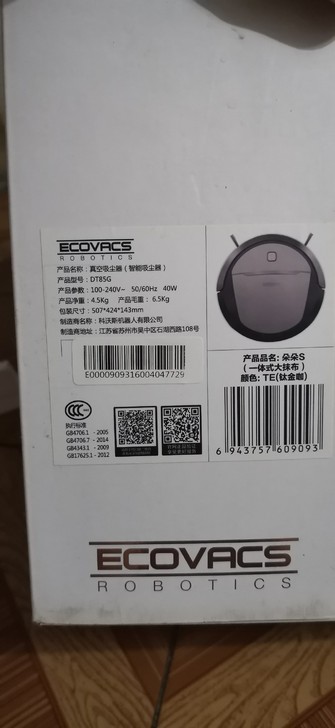 ECOVACS
ROBOTICS
产品名称：真空吸尘器（智能吸尘器）
产品型号：DT85G
产品参数：100-240V~ 50/60Hz 40W
产品净重：4.5Kg 产品毛重：6.5Kg
包装尺寸：507*424*143mm
制造商名称：科沃斯机器人有限公司
制造商地址：江苏省苏州市吴中区石湖西路108号
E0000909316004047729
CCC
执行标准
GB4706.1 - 2005
GB4706.7 - 2014
GB4343.1 - 2009
GB17625.1 - 2012
产品品名：朵朵S
（一体式大抹布）
颜色：TE(钛金咖)
6 943757 609093
ECOVACS
ROBOTICS